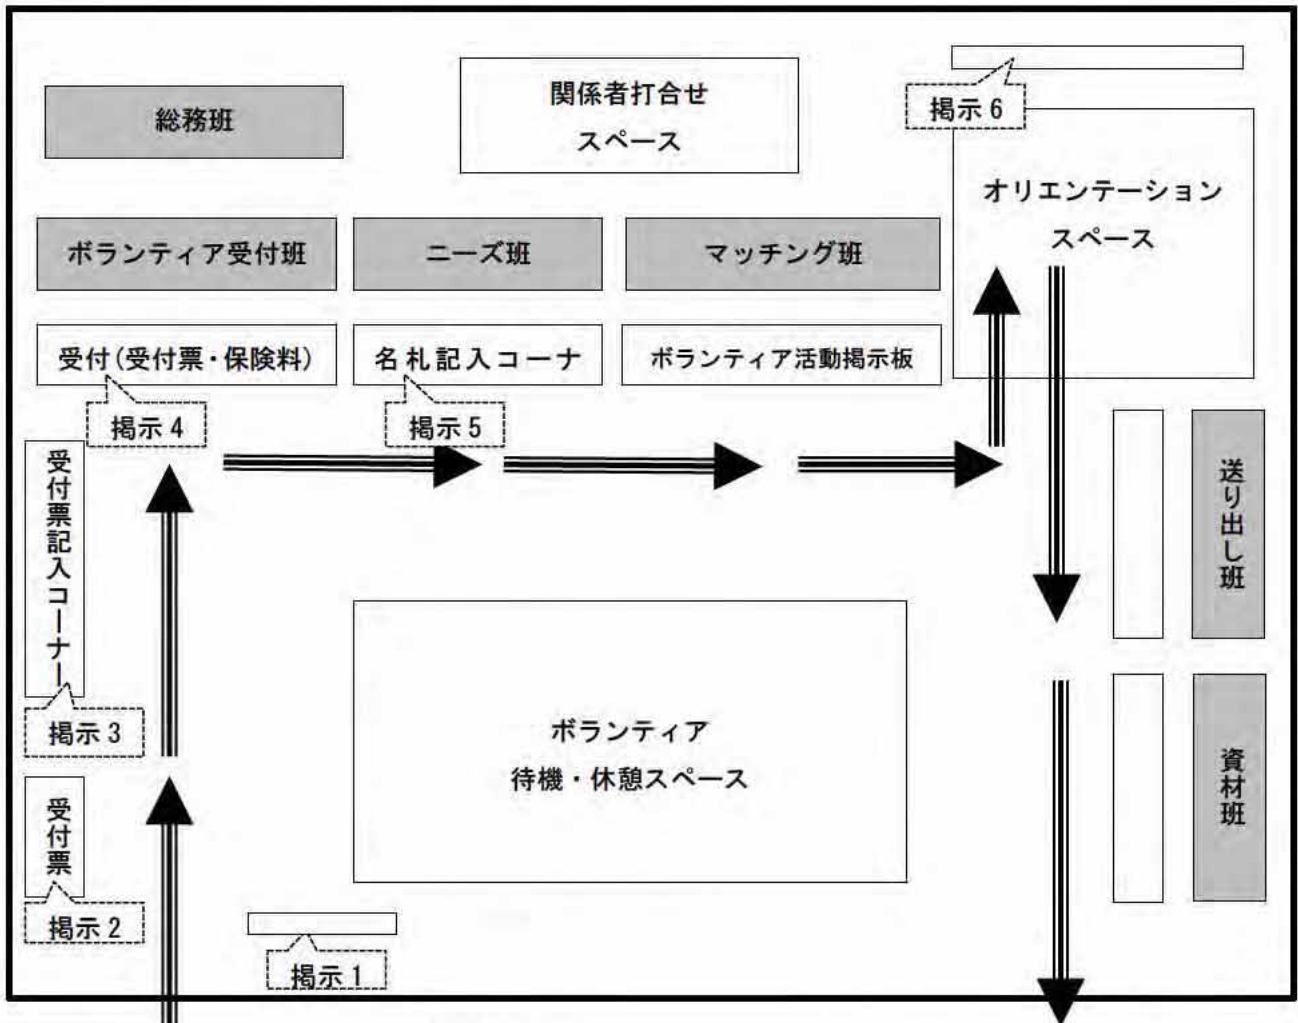 総務班
関係者打合せ
スペース
掲示6
オリエンテーション
スペース
ボランティア受付班
ニーズ班
マッチング班
受付(受付票・保険料)
名札記入コーナ
ボランティア活動掲示板
掲示4
掲示5
受付票記入コーナー
送り出し班
掲示3
ボランティア
待機・休憩スペース
資材班
受付票
掲示2
掲示1